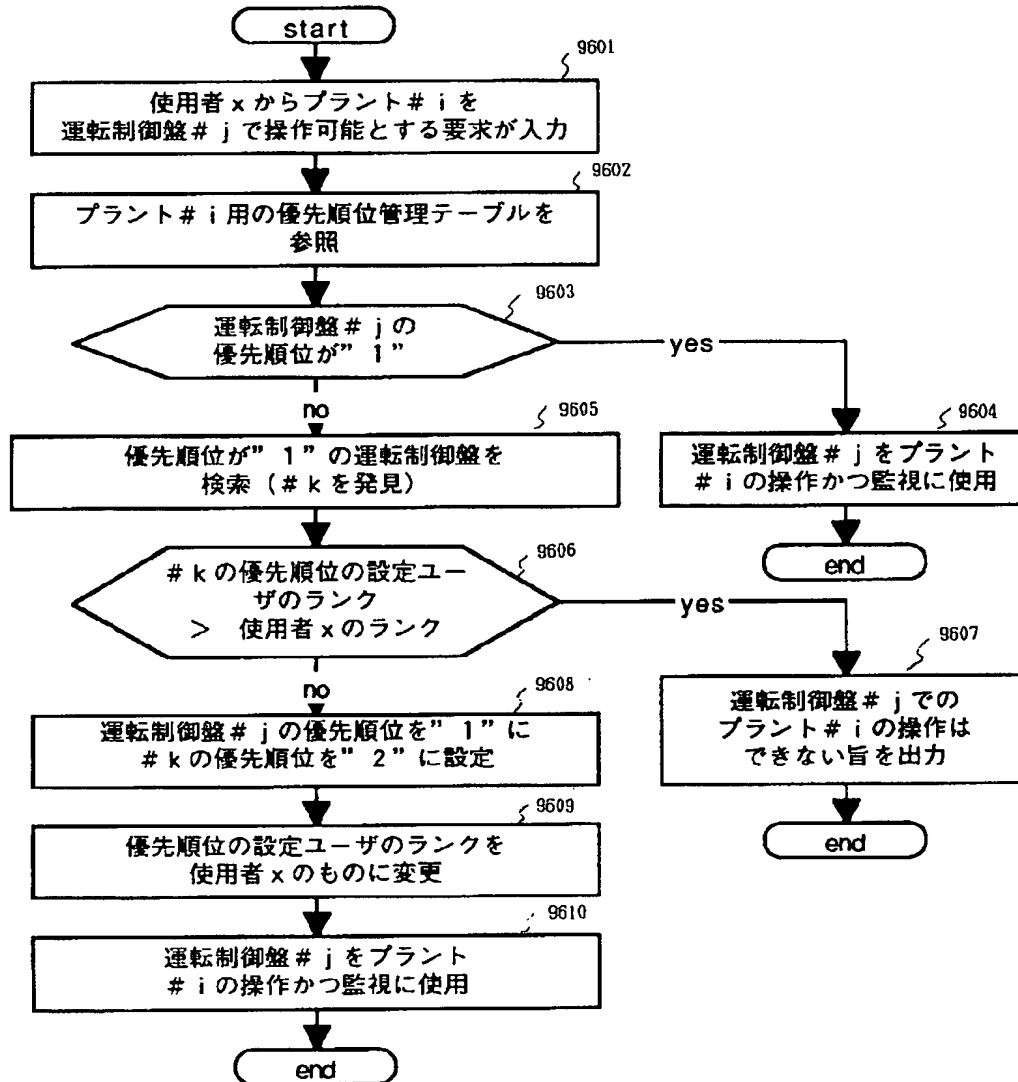 start
9601
使用者xからプラント#iを
運転制御盤#jで操作可能とする要求が入力
9602
プラント#i用の優先順位管理テーブルを
参照
9603
運転制御盤#jの
優先順位が"1"
yes
no
9604
運転制御盤#jをプラント
#iの操作かつ監視に使用
end
9605
優先順位が"1"の運転制御盤を
検索(#kを発見)
9606
#kの優先順位の設定ユー
ザのランク
> 使用者xのランク
yes
no
9607
運転制御盤#jでの
プラント#iの操作は
できない旨を出力
end
9608
運転制御盤#jの優先順位を"1"に
#kの優先順位を"2"に設定
9609
優先順位の設定ユーザのランクを
使用者xのものに変更
9610
運転制御盤#jをプラント
#iの操作かつ監視に使用
end